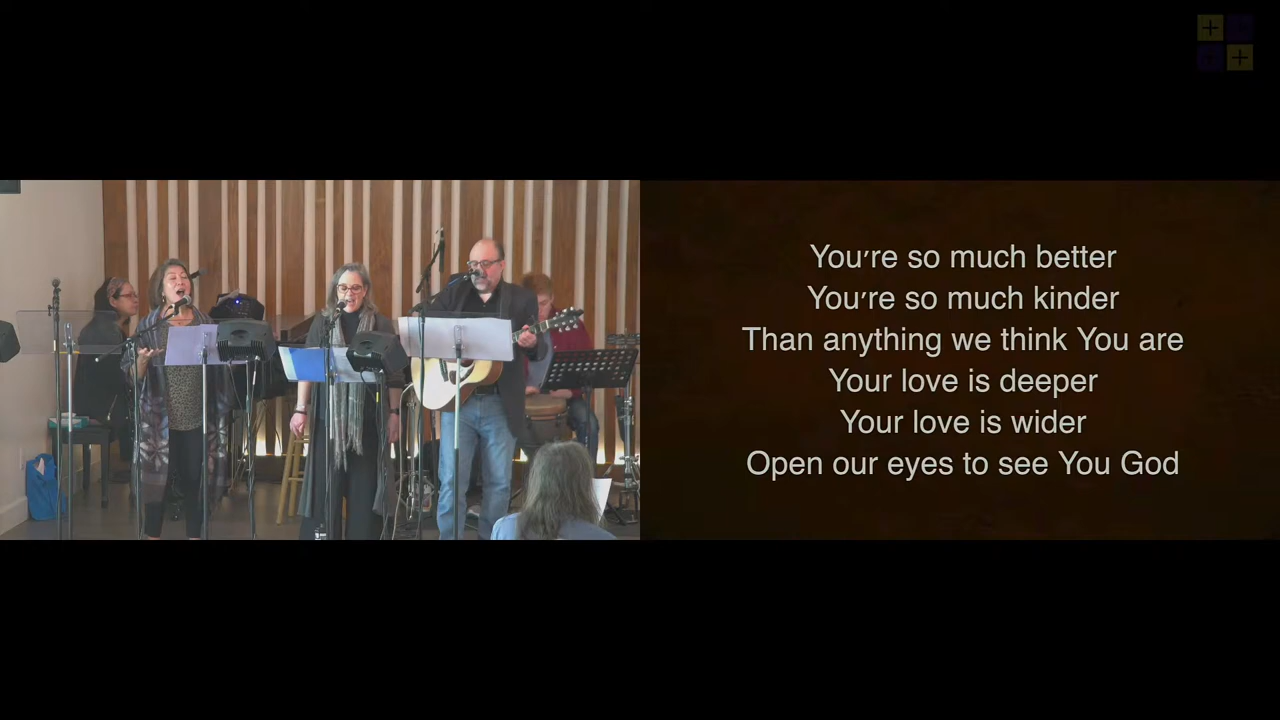 You're so much better
You're so much kinder
Than anything we think You are
Your love is deeper
Your love is wider
Open our eyes to see You God